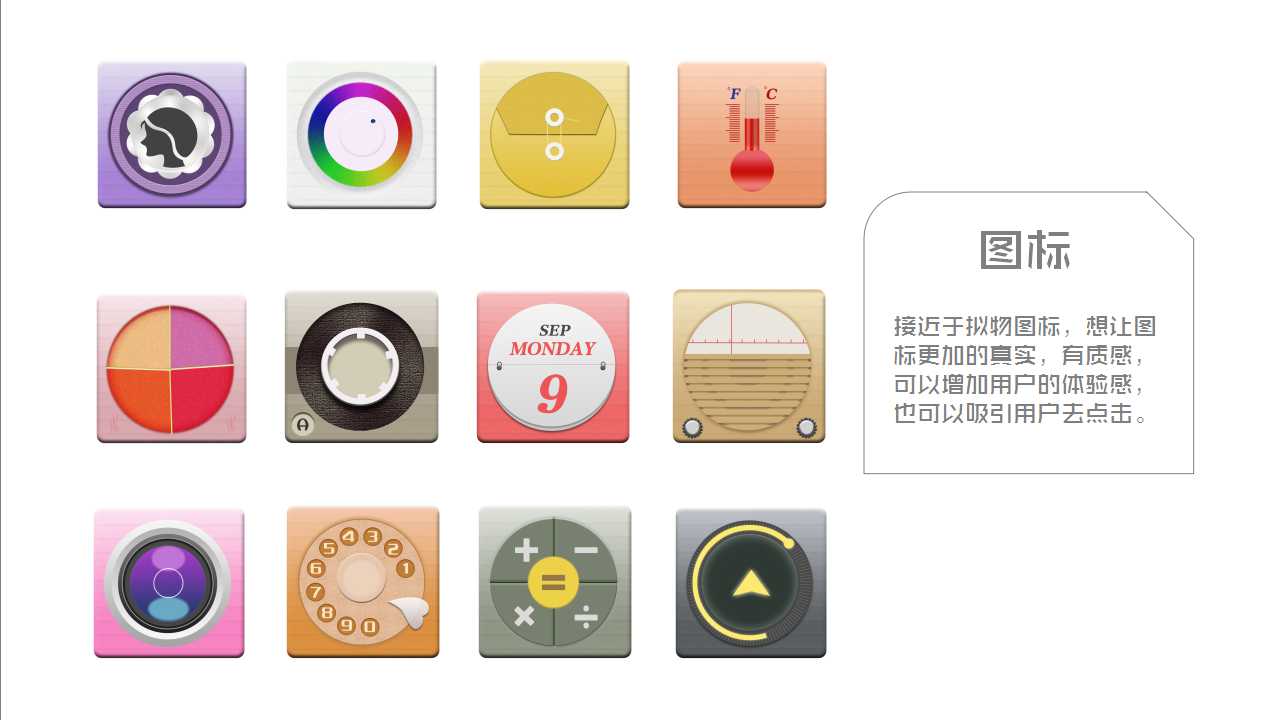 °F °C
SEP
MONDAY
9
A
5 4 3 2 1
6
7
8 9 0
+ −
=
× ÷
图标
接近于拟物图标，想让图
标更加的真实，有质感，
可以增加用户的体验感，
也可以吸引用户去点击。